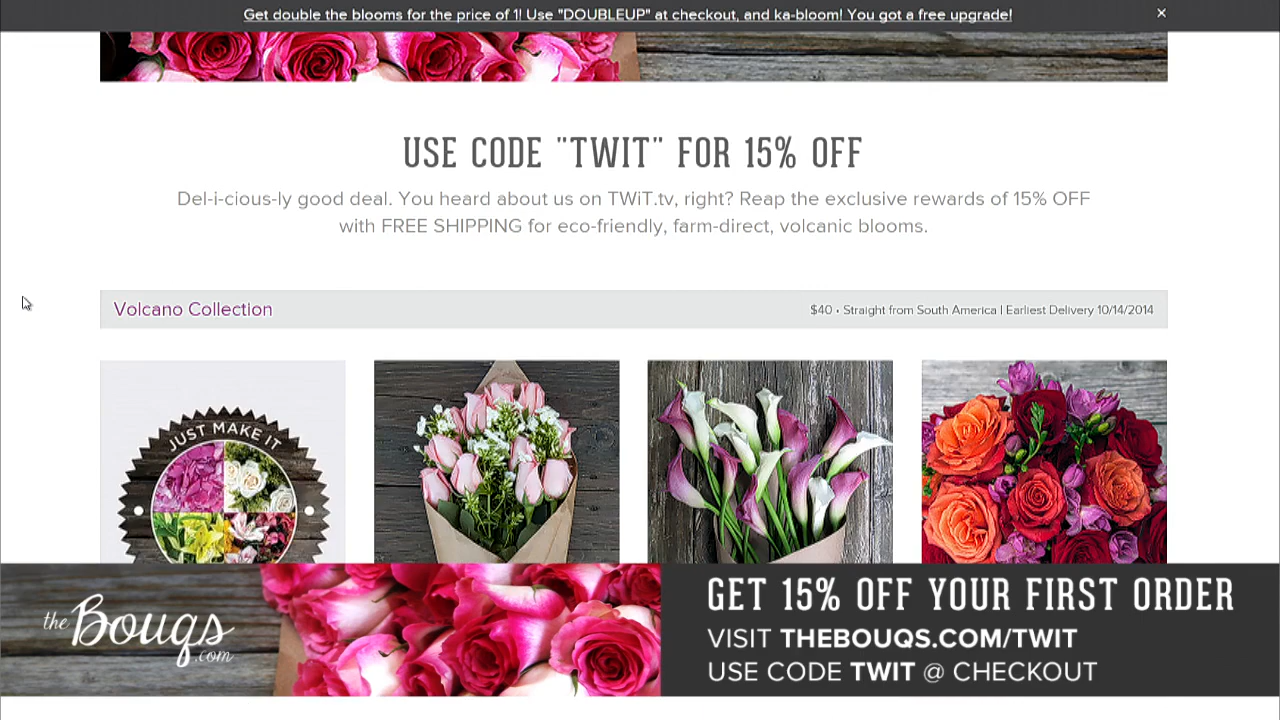 Get double the blooms for the price of 1! Use "DOUBLEUP" at checkout, and ka-bloom! You got a free upgrade!
USE CODE "TWIT" FOR 15% OFF
Del-i-cious-ly good deal. You heard about us on TWiT.tv, right? Reap the exclusive rewards of 15% OFF
with FREE SHIPPING for eco-friendly, farm-direct, volcanic blooms.
Volcano Collection
$40 • Straight from South America | Earliest Delivery 10/14/2014
JUST MAKE IT
the Bouqs .com
GET 15% OFF YOUR FIRST ORDER
VISIT THEBOUQS.COM/TWIT
USE CODE TWIT @ CHECKOUT